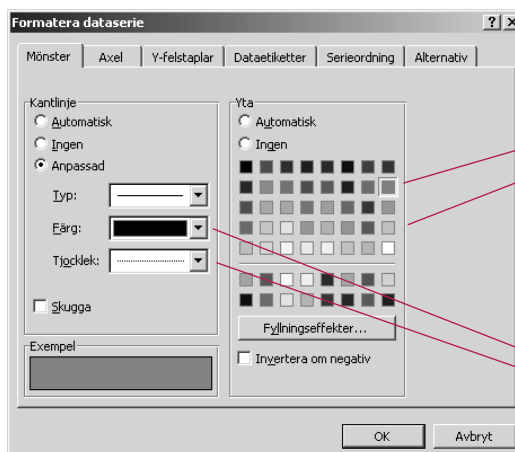 Formatera dataserie
Mönster
Axel
Y-felstaplar
Dataetiketter
Serieordning
Alternativ
Kantlinje
Automatisk
Ingen
Anpassad
Typ:
Färg:
Tjocklek:
Skugga
Exempel
Yta
Automatisk
Ingen
Fyllningseffekter...
Invertera om negativ
OK
Avbryt